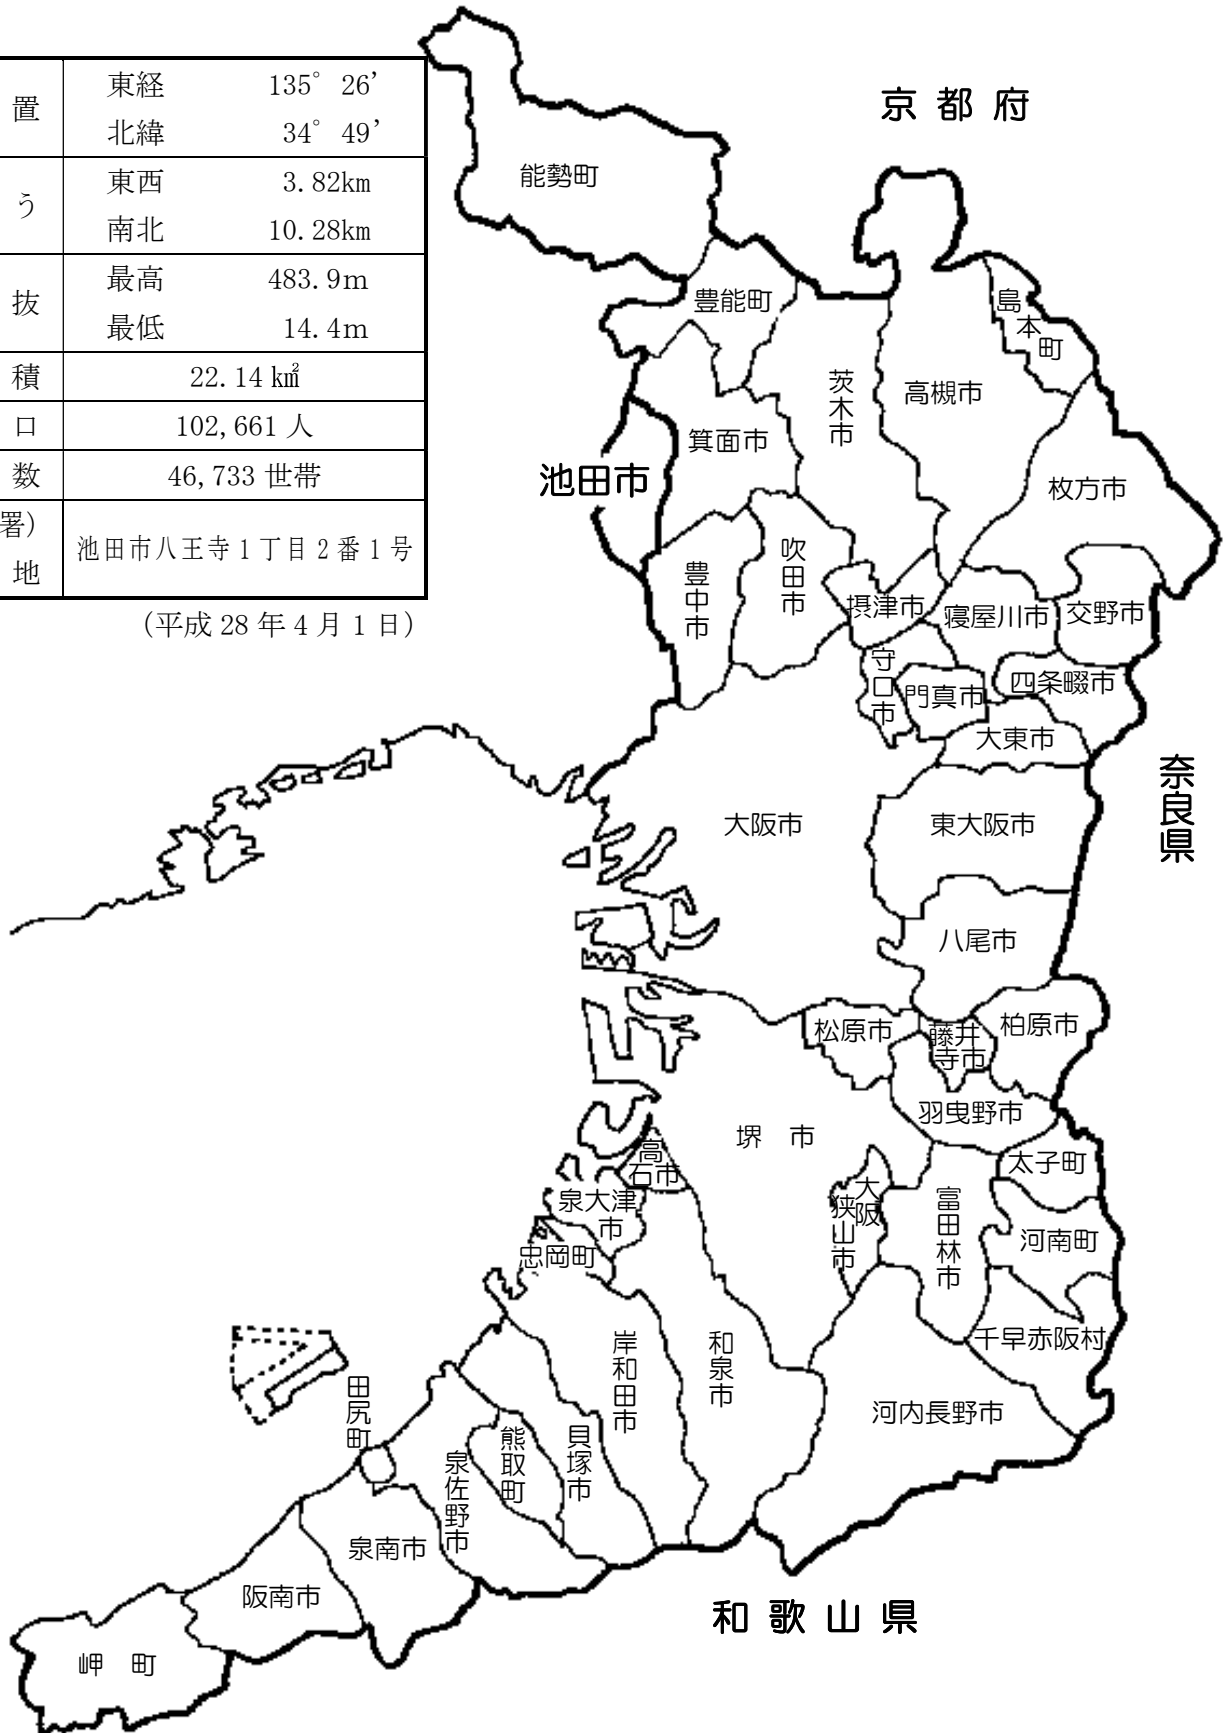 置
東経 135°26’
北緯 34°49’
う
東西 3.82km
南北 10.28km
抜
最高 483.9m
最低 14.4m
積
22.14㎢
口
102,661人
数
46,733世帯
署)
地
池田市八王寺1丁目2番1号
(平成28年4月1日)
京都府
能勢町
豊能町
島本町
茨木市
高槻市
箕面市
池田市
枚方市
吹田市
豊中市
摂津市
寝屋川市
交野市
守口市
門真市
四条畷市
大東市
奈良県
大阪市
東大阪市
八尾市
松原市
藤井
寺市
柏原市
羽曳野市
堺 市
高
石市
太子町
大阪
狭山市
泉大津
市
富田林市
河南町
忠岡町
千早赤阪村
岸和田市
和泉市
田尻町
河内長野市
熊取町
貝塚市
泉佐野市
泉南市
阪南市
和歌山県
岬 町